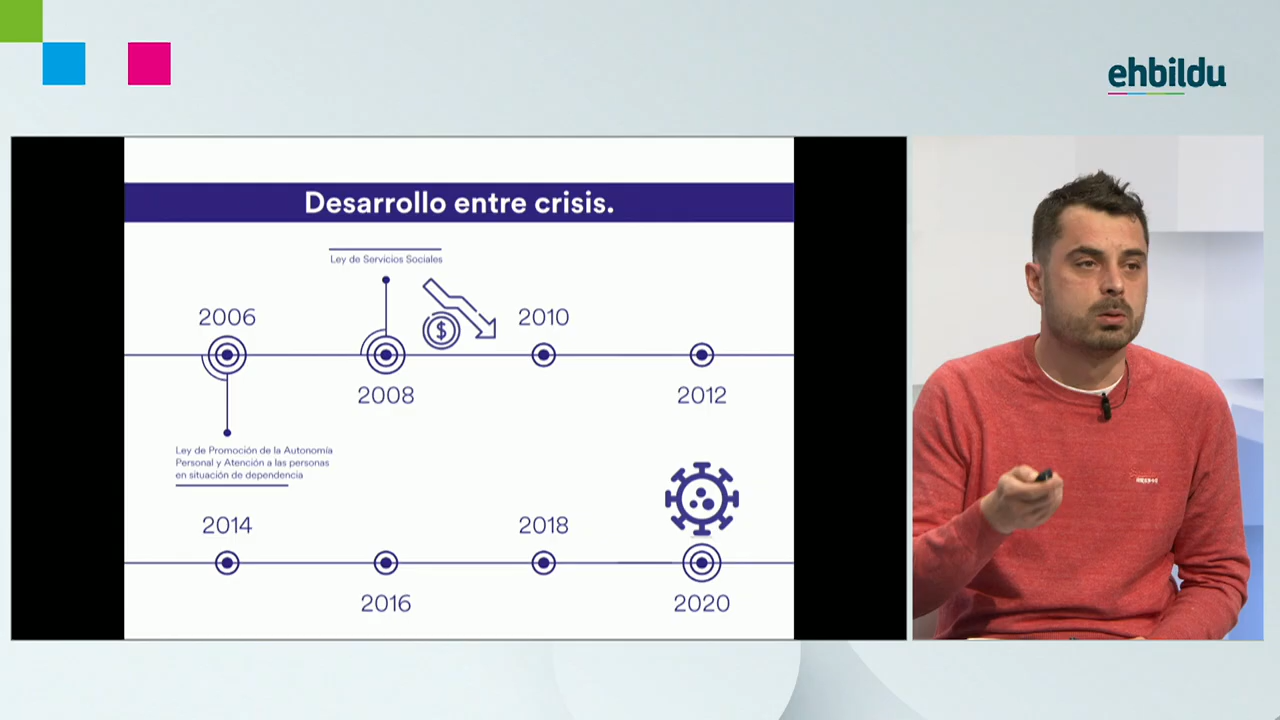 ehbildu
Desarrollo entre crisis.
Ley de Servicios Sociales
2006
$
2010
2008
2012
Ley de Promoción de la Autonomía
Personal y Atención a las personas
en situación de dependencia
2014
2018
2016
2020